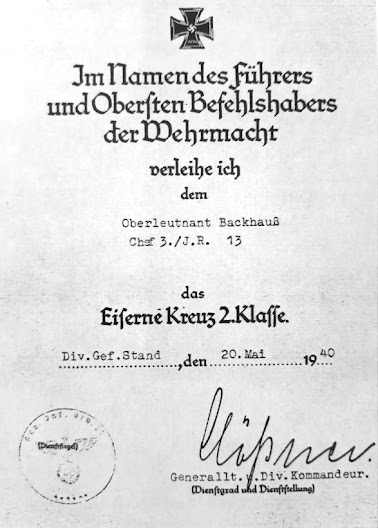 Im Namen des Führers
und Obersten Befehlshabers
der Wehrmacht
verleihe ich
dem
Oberleutnant Backhauß
Chef 3./J.R. 13
das
Eiserne Kreuz 2.Klasse.
Div.Gef.Stand, den 20.Mai 1940
(Dienstsiegel)
Generallt. u. Div.Kommandeur.
(Dienstgrad und Dienststellung)